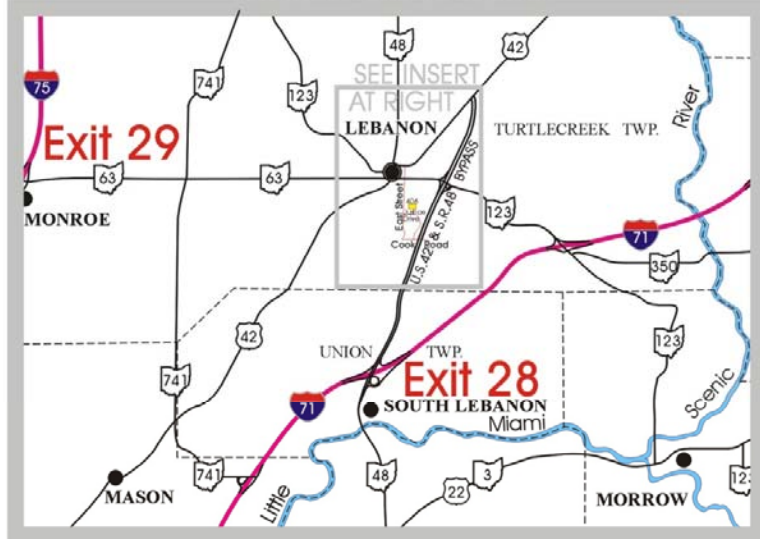 48
42
741
SEE INSERT
75
123
AT RIGHT
River
LEBANON
TURTLECREEK TWP.
Exit 29
63
63
U.S.42 & S.R.48 BYPASS
East Street
123
MONROE
71
Cook Road
350
42
123
UNION TWP.
741
Exit 28
Scenic
71
SOUTH LEBANON
Miami
741
48
3
123
22
MASON
Little
MORROW